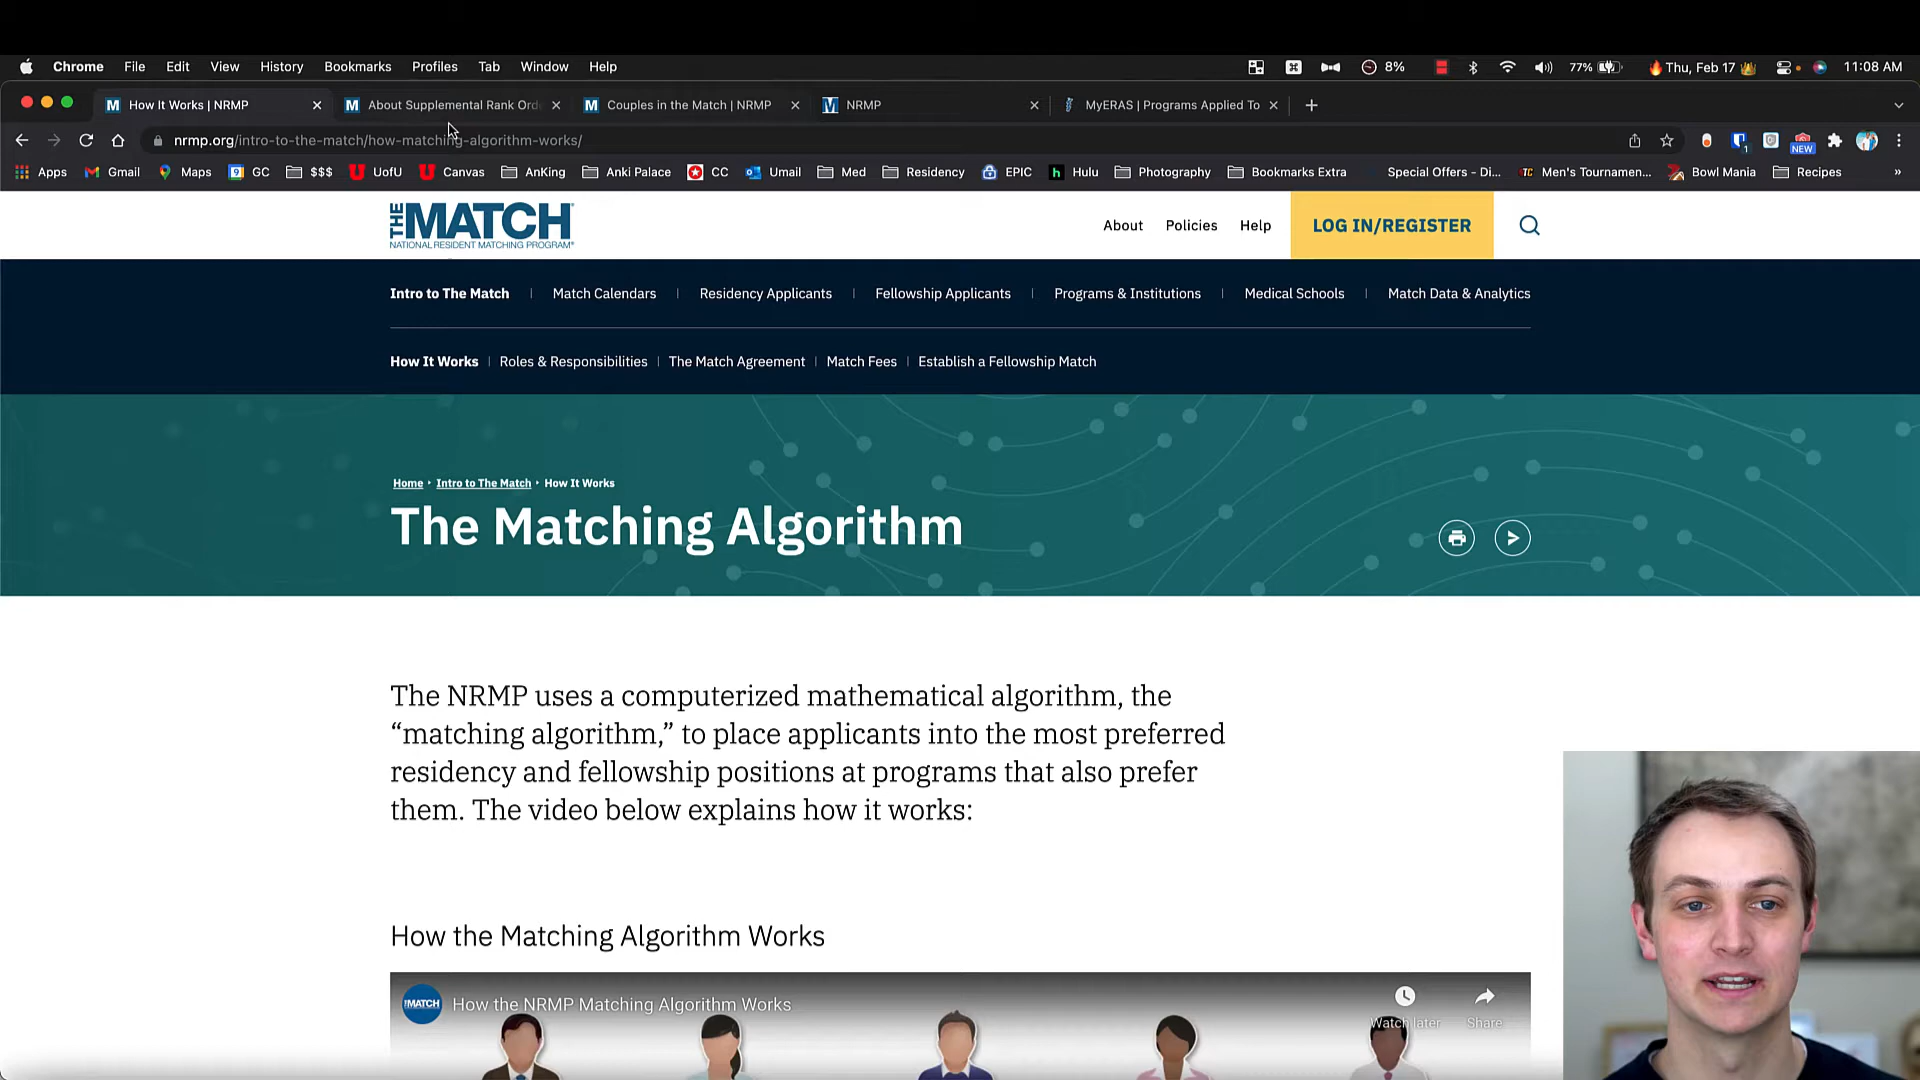 Chrome File Edit View History Bookmarks Profiles Tab Window Help 8% 77% Thu, Feb 17 11:08 AM
How It Works | NRMP About Supplemental Rank Ord Couples in the Match | NRMP NRMP MyERAS | Programs Applied To
nrmp.org/intro-to-the-match/how-matching-algorithm-works/ 1 NEW
Apps Gmail Maps 9 GC $$$ UofU Canvas AnKing Anki Palace CC Umail Med Residency EPIC h Hulu Photography Bookmarks Extra Special Offers - Di... TC Men's Tournamen... Bowl Mania Recipes »
THE MATCH
NATIONAL RESIDENT MATCHING PROGRAM®
About Policies Help LOG IN/REGISTER
Intro to The Match | Match Calendars | Residency Applicants | Fellowship Applicants | Programs & Institutions | Medical Schools | Match Data & Analytics
How It Works | Roles & Responsibilities | The Match Agreement | Match Fees | Establish a Fellowship Match
Home Intro to The Match How It Works
The Matching Algorithm
The NRMP uses a computerized mathematical algorithm, the
“matching algorithm,” to place applicants into the most preferred
residency and fellowship positions at programs that also prefer
them. The video below explains how it works:
How the Matching Algorithm Works
MATCH How the NRMP Matching Algorithm Works
Watch later Share